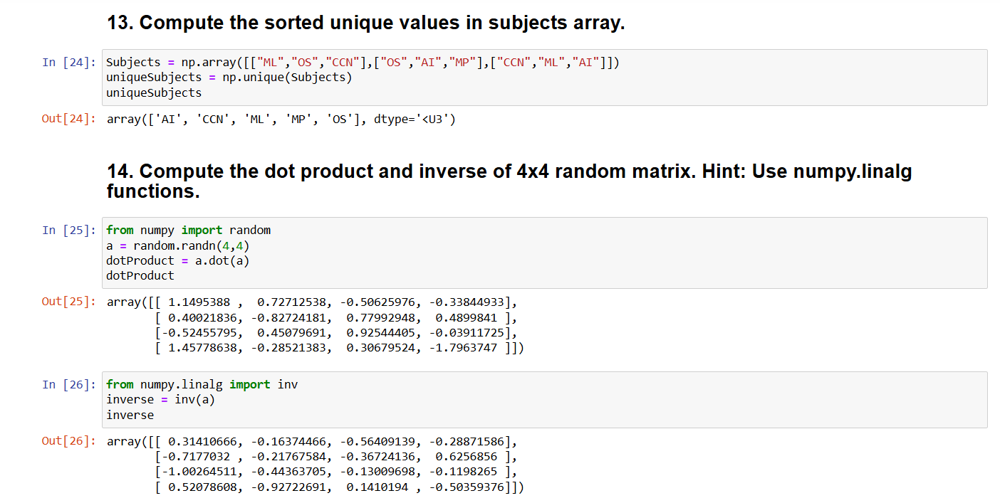 13. Compute the sorted unique values in subjects array.
In [24]: Subjects = np.array([["ML","OS","CCN"],["OS","AI","MP"],["CCN","ML","AI"]])
uniqueSubjects = np.unique(Subjects)
uniqueSubjects
Out[24]: array(['AI', 'CCN', 'ML', 'MP', 'OS'], dtype='<U3')
14. Compute the dot product and inverse of 4x4 random matrix. Hint: Use numpy.linalg
functions.
In [25]: from numpy import random
a = random.randn(4,4)
dotProduct = a.dot(a)
dotProduct
Out[25]: array([[ 1.1495388 ,  0.72712538, -0.50625976, -0.33844933],
[ 0.40021836, -0.82724181,  0.77992948,  0.4899841 ],
[-0.52455795,  0.45079691,  0.92544405, -0.03911725],
[ 1.45778638, -0.28521383,  0.30679524, -1.7963747 ]])
In [26]: from numpy.linalg import inv
inverse = inv(a)
inverse
Out[26]: array([[ 0.31410666, -0.16374466, -0.56409139, -0.28871586],
[-0.7177032 , -0.21767584, -0.36724136,  0.6256856 ],
[-1.00264511, -0.44363705, -0.13009698, -0.1198265 ],
[ 0.52078608, -0.92722691,  0.1410194 , -0.50359376]])